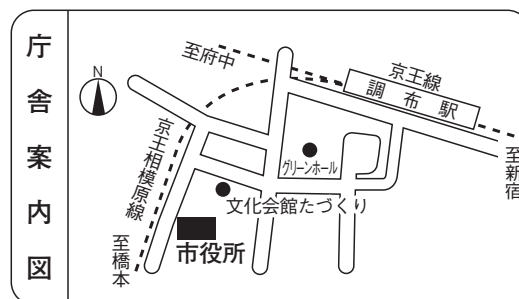 庁舎案内図
N
至府中
京王線
調布駅
至新宿
京王相模原線
グリーンホール
文化会館たづくり
市役所
至橋本